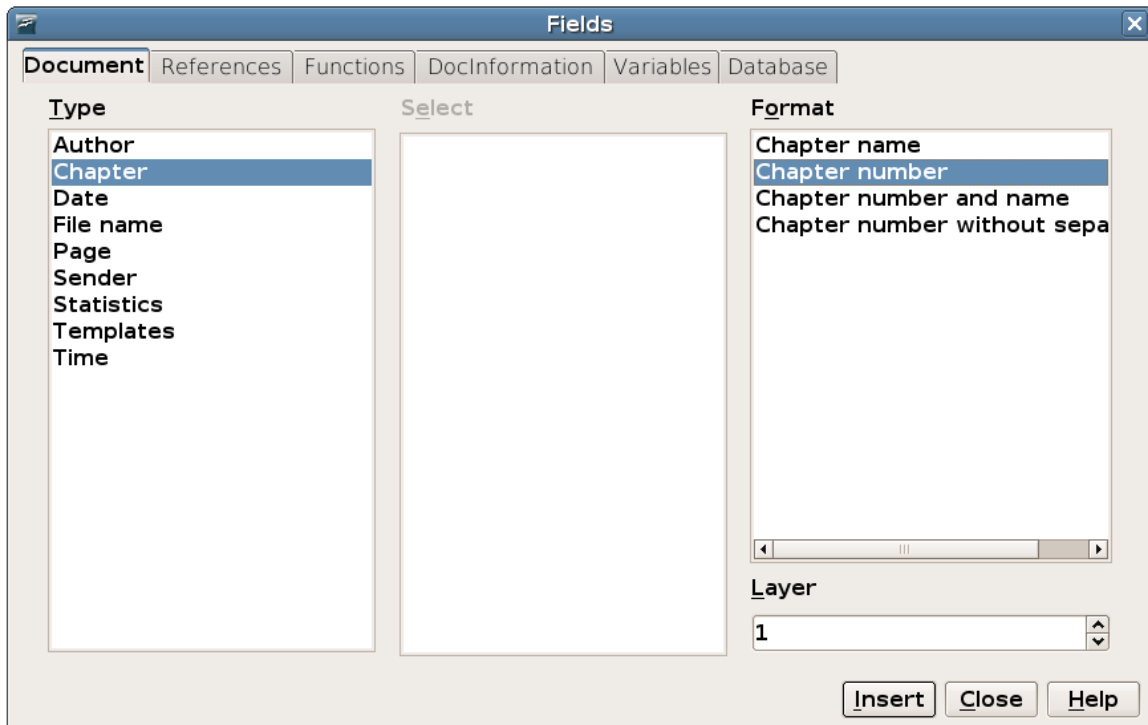 Fields
Document References Functions DocInformation Variables Database
Type
Author
Chapter
Date
File name
Page
Sender
Statistics
Templates
Time
Select
Format
Chapter name
Chapter number
Chapter number and name
Chapter number without sepa
Layer
1
Insert Close Help